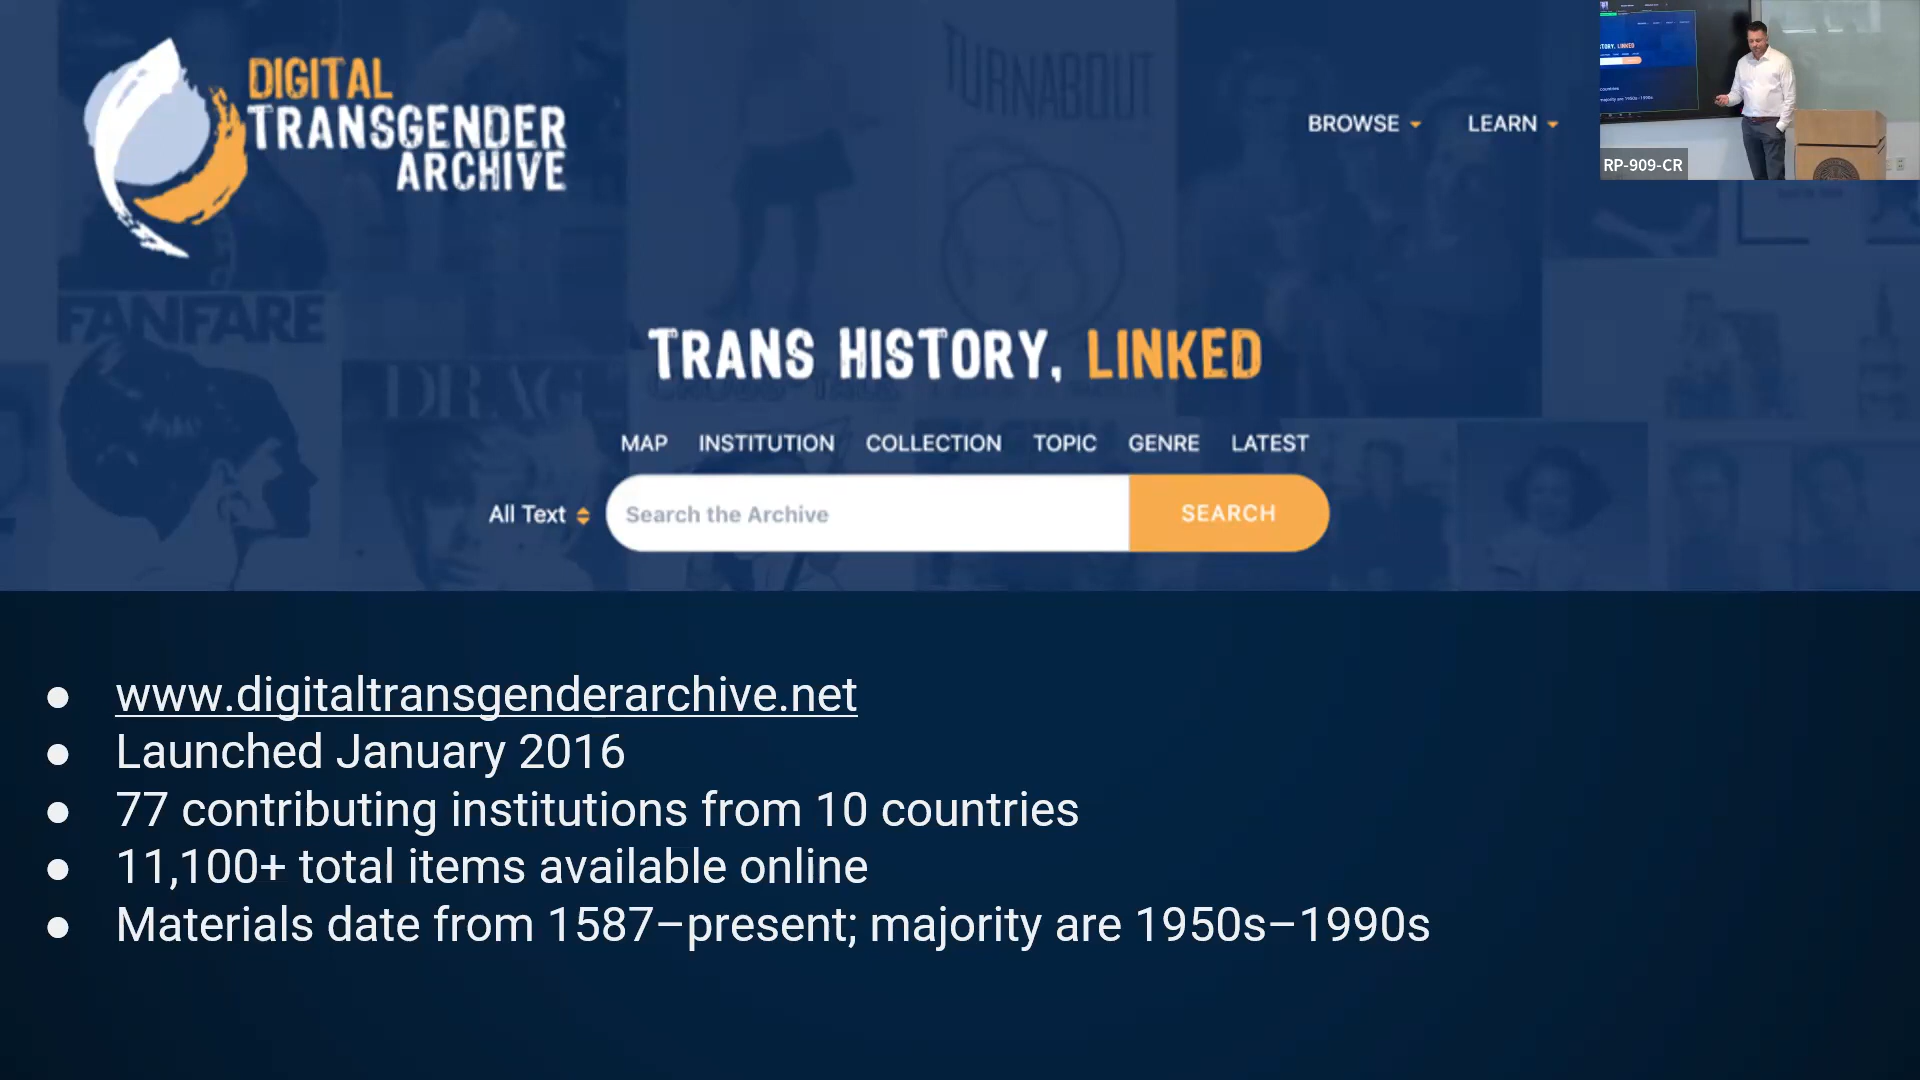 DIGITAL
TRANSGENDER
ARCHIVE
TURNABOUT
BROWSE
LEARN
RP-909-CR
FANFARE
DRAG
TRANS HISTORY, LINKED
MAP INSTITUTION COLLECTION TOPIC GENRE LATEST
All Text
Search the Archive
SEARCH
www.digitaltransgenderarchive.net
Launched January 2016
77 contributing institutions from 10 countries
11,100+ total items available online
Materials date from 1587–present; majority are 1950s–1990s